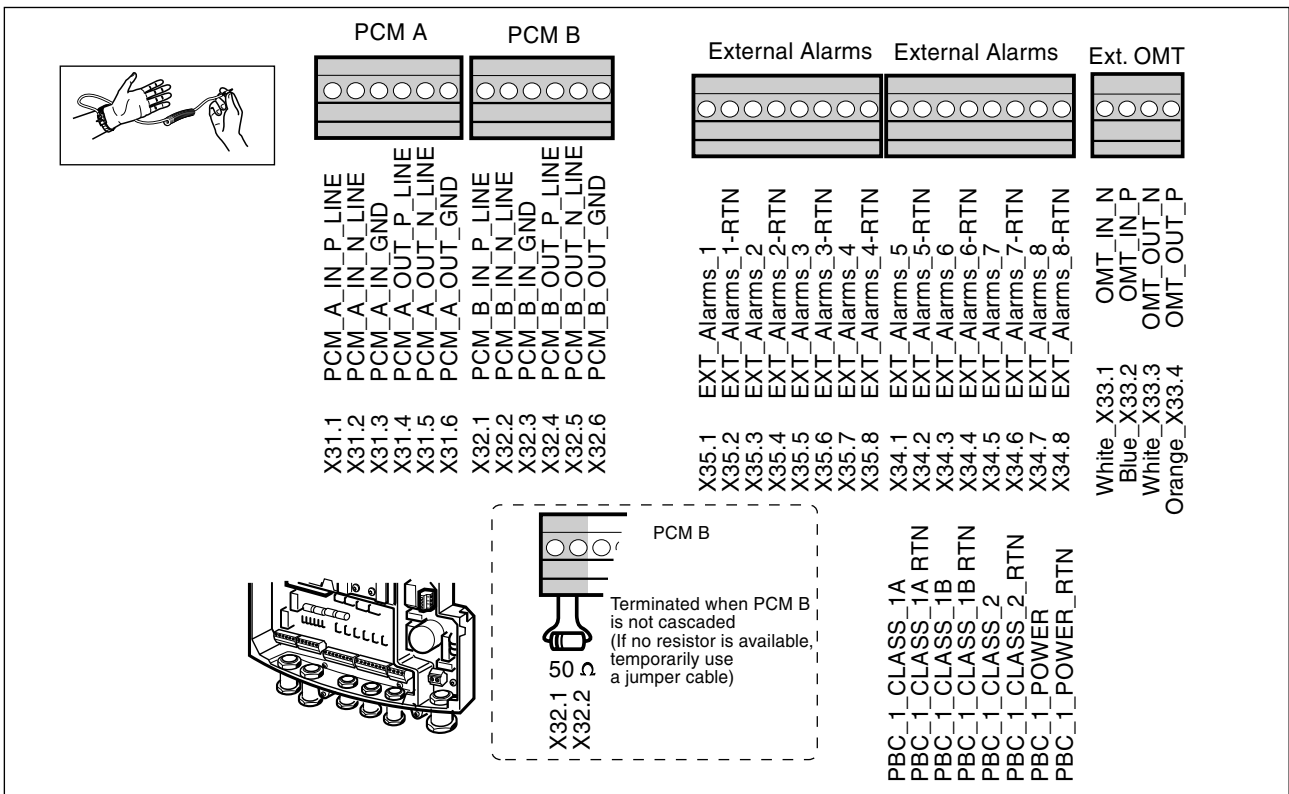 PCM A
PCM B
External Alarms
External Alarms
Ext. OMT
PCM_A_IN_P_LINE
PCM_A_IN_N_LINE
PCM_A_IN_GND
PCM_A_OUT_P_LINE
PCM_A_OUT_N_LINE
PCM_A_OUT_GND
PCM_B_IN_P_LINE
PCM_B_IN_N_LINE
PCM_B_IN_GND
PCM_B_OUT_P_LINE
PCM_B_OUT_N_LINE
PCM_B_OUT_GND
EXT_Alarms_1
EXT_Alarms_1-RTN
EXT_Alarms_2
EXT_Alarms_2-RTN
EXT_Alarms_3
EXT_Alarms_3-RTN
EXT_Alarms_4
EXT_Alarms_4-RTN
EXT_Alarms_5
EXT_Alarms_5-RTN
EXT_Alarms_6
EXT_Alarms_6-RTN
EXT_Alarms_7
EXT_Alarms_7-RTN
EXT_Alarms_8
EXT_Alarms_8-RTN
OMT_IN_N
OMT_IN_P
OMT_OUT_N
OMT_OUT_P
X31.1
X31.2
X31.3
X31.4
X31.5
X31.6
X32.1
X32.2
X32.3
X32.4
X32.5
X32.6
X35.1
X35.2
X35.3
X35.4
X35.5
X35.6
X35.7
X35.8
X34.1
X34.2
X34.3
X34.4
X34.5
X34.6
X34.7
X34.8
White_X33.1
Blue_X33.2
White_X33.3
Orange_X33.4
PCM B
Terminated when PCM B
is not cascaded
(If no resistor is available,
temporarily use
a jumper cable)
50 Ω
X32.1
X32.2
PBC_1_CLASS_1A
PBC_1_CLASS_1A RTN
PBC_1_CLASS_1B
PBC_1_CLASS_1B RTN
PBC_1_CLASS_2
PBC_1_CLASS_2_RTN
PBC_1_POWER
PBC_1_POWER_RTN